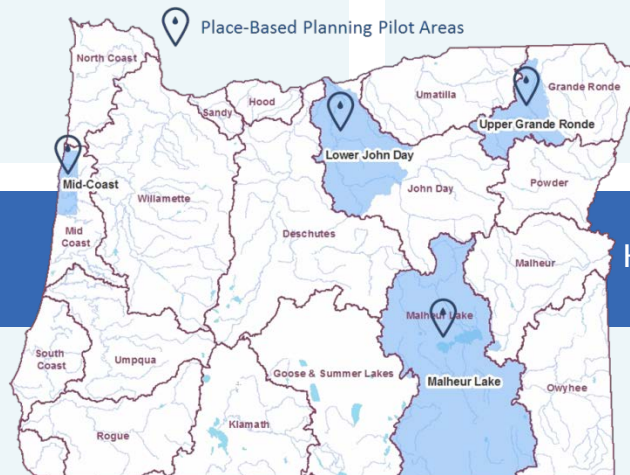 Place-Based Planning Pilot Areas
North Coast
Sandy
Hood
Umatilla
Grande Ronde
Upper Grande Ronde
Lower John Day
Mid-Coast
Willamette
John Day
Powder
Mid
Coast
Deschutes
Malheur
Malheur Lake
South
Coast
Umpqua
Goose & Summer Lakes
Malheur Lake
Owyhee
Klamath
Rogue